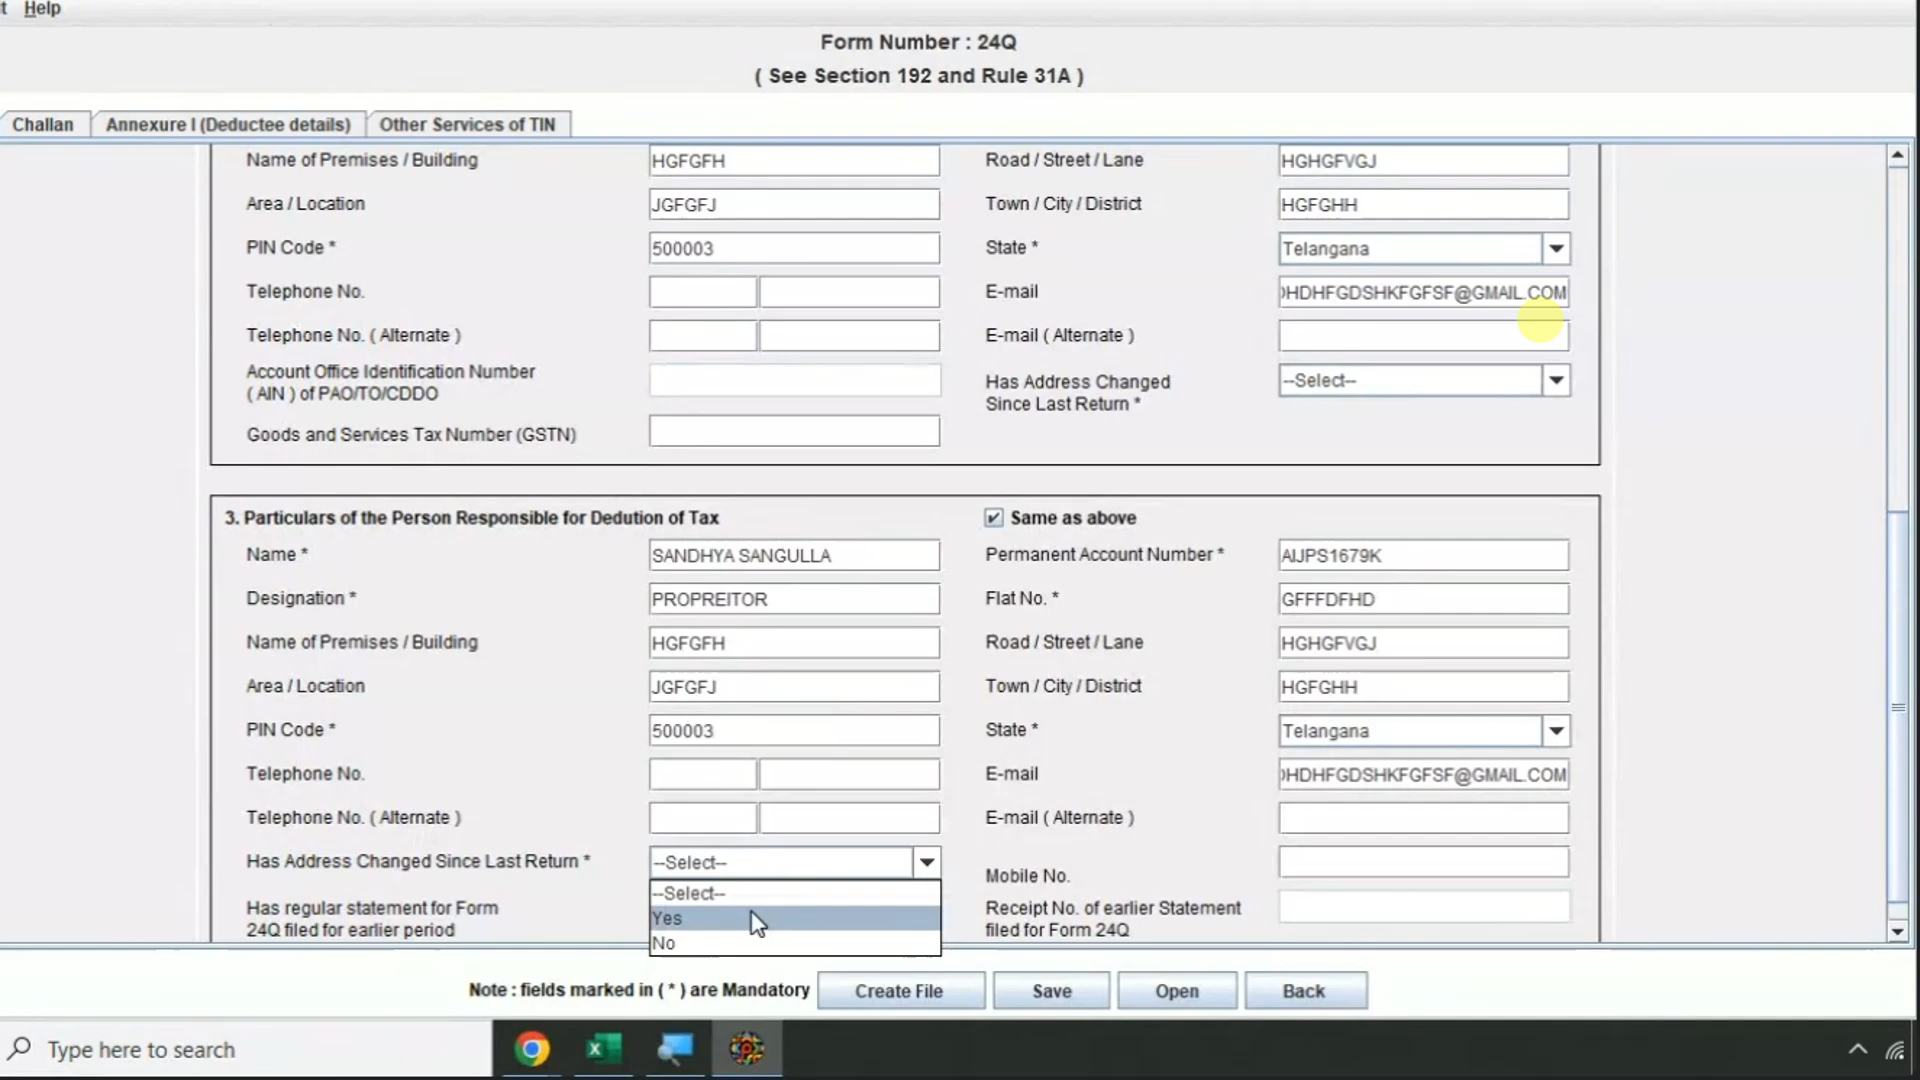 t Help
Form Number : 24Q
( See Section 192 and Rule 31A )
Challan Annexure I (Deductee details) Other Services of TIN
Name of Premises / Building HGFGFH Road / Street / Lane HGHGFVGJ
Area / Location JGFGFJ Town / City / District HGFGHH
PIN Code * 500003 State * Telangana
Telephone No. E-mail HDHFGDSHKFGFSF@GMAIL.COM
Telephone No. ( Alternate ) E-mail ( Alternate )
Account Office Identification Number
( AIN ) of PAO/TO/CDDO
Has Address Changed
Since Last Return *
--Select--
Goods and Services Tax Number (GSTN)
3. Particulars of the Person Responsible for Dedution of Tax Same as above
Name * SANDHYA SANGULLA Permanent Account Number * AIJPS1679K
Designation * PROPREITOR Flat No. * GFFFDFHD
Name of Premises / Building HGFGFH Road / Street / Lane HGHGFVGJ
Area / Location JGFGFJ Town / City / District HGFGHH
PIN Code * 500003 State * Telangana
Telephone No. E-mail HDHFGDSHKFGFSF@GMAIL.COM
Telephone No. ( Alternate ) E-mail ( Alternate )
Has Address Changed Since Last Return * --Select--
--Select--
Yes
No
Mobile No.
Has regular statement for Form
24Q filed for earlier period
Receipt No. of earlier Statement
filed for Form 24Q
Note : fields marked in ( * ) are Mandatory Create File Save Open Back
Type here to search